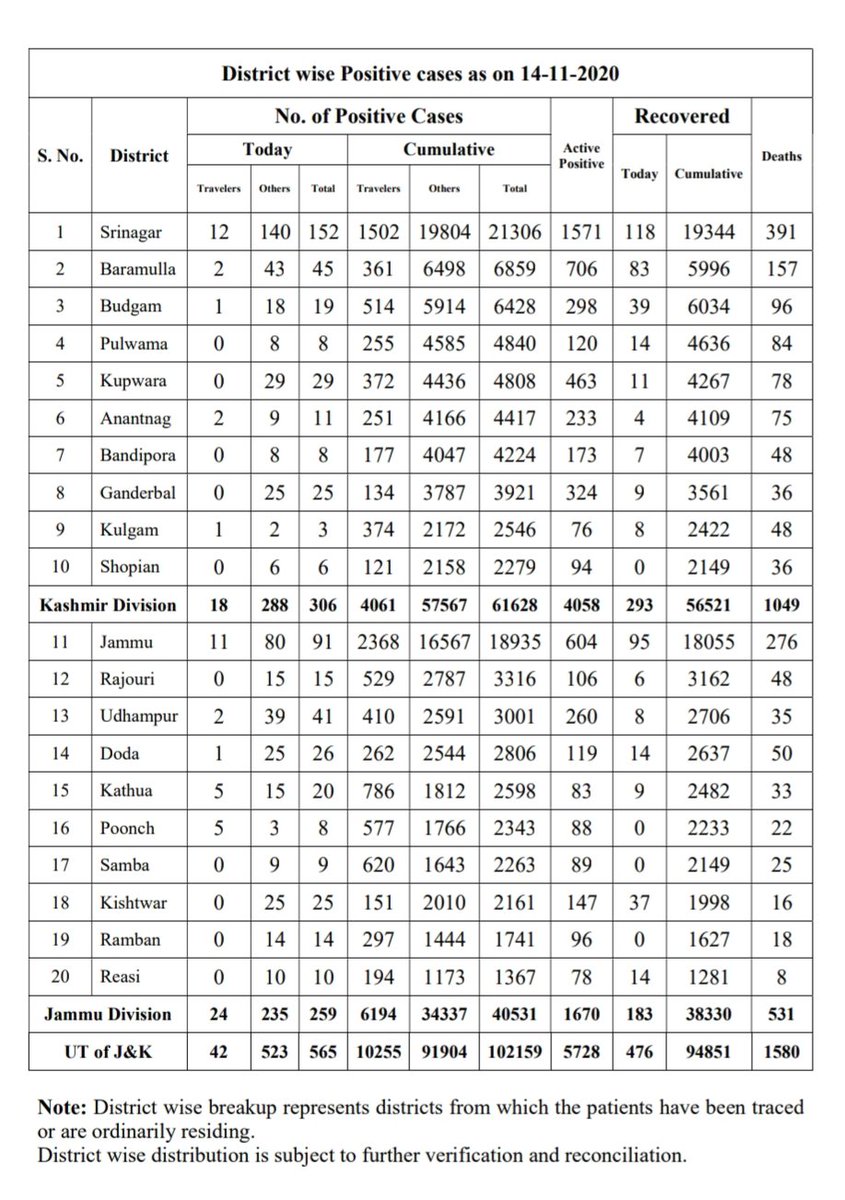 District wise Positive cases as on 14-11-2020
S. No. District No. of Positive Cases Active Positive Recovered Deaths
Today Cumulative Today Cumulative
Travelers Others Total Travelers Others Total
1 Srinagar 12 140 152 1502 19804 21306 1571 118 19344 391
2 Baramulla 2 43 45 361 6498 6859 706 83 5996 157
3 Budgam 1 18 19 514 5914 6428 298 39 6034 96
4 Pulwama 0 8 8 255 4585 4840 120 14 4636 84
5 Kupwara 0 29 29 372 4436 4808 463 11 4267 78
6 Anantnag 2 9 11 251 4166 4417 233 4 4109 75
7 Bandipora 0 8 8 177 4047 4224 173 7 4003 48
8 Ganderbal 0 25 25 134 3787 3921 324 9 3561 36
9 Kulgam 1 2 3 374 2172 2546 76 8 2422 48
10 Shopian 0 6 6 121 2158 2279 94 0 2149 36
Kashmir Division 18 288 306 4061 57567 61628 4058 293 56521 1049
11 Jammu 11 80 91 2368 16567 18935 604 95 18055 276
12 Rajouri 0 15 15 529 2787 3316 106 6 3162 48
13 Udhampur 2 39 41 410 2591 3001 260 8 2706 35
14 Doda 1 25 26 262 2544 2806 119 14 2637 50
15 Kathua 5 15 20 786 1812 2598 83 9 2482 33
16 Poonch 5 3 8 577 1766 2343 88 0 2233 22
17 Samba 0 9 9 620 1643 2263 89 0 2149 25
18 Kishtwar 0 25 25 151 2010 2161 147 37 1998 16
19 Ramban 0 14 14 297 1444 1741 96 0 1627 18
20 Reasi 0 10 10 194 1173 1367 78 14 1281 8
Jammu Division 24 235 259 6194 34337 40531 1670 183 38330 531
UT of J&K 42 523 565 10255 91904 102159 5728 476 94851 1580
Note: District wise breakup represents districts from which the patients have been traced
or are ordinarily residing.
District wise distribution is subject to further verification and reconciliation.